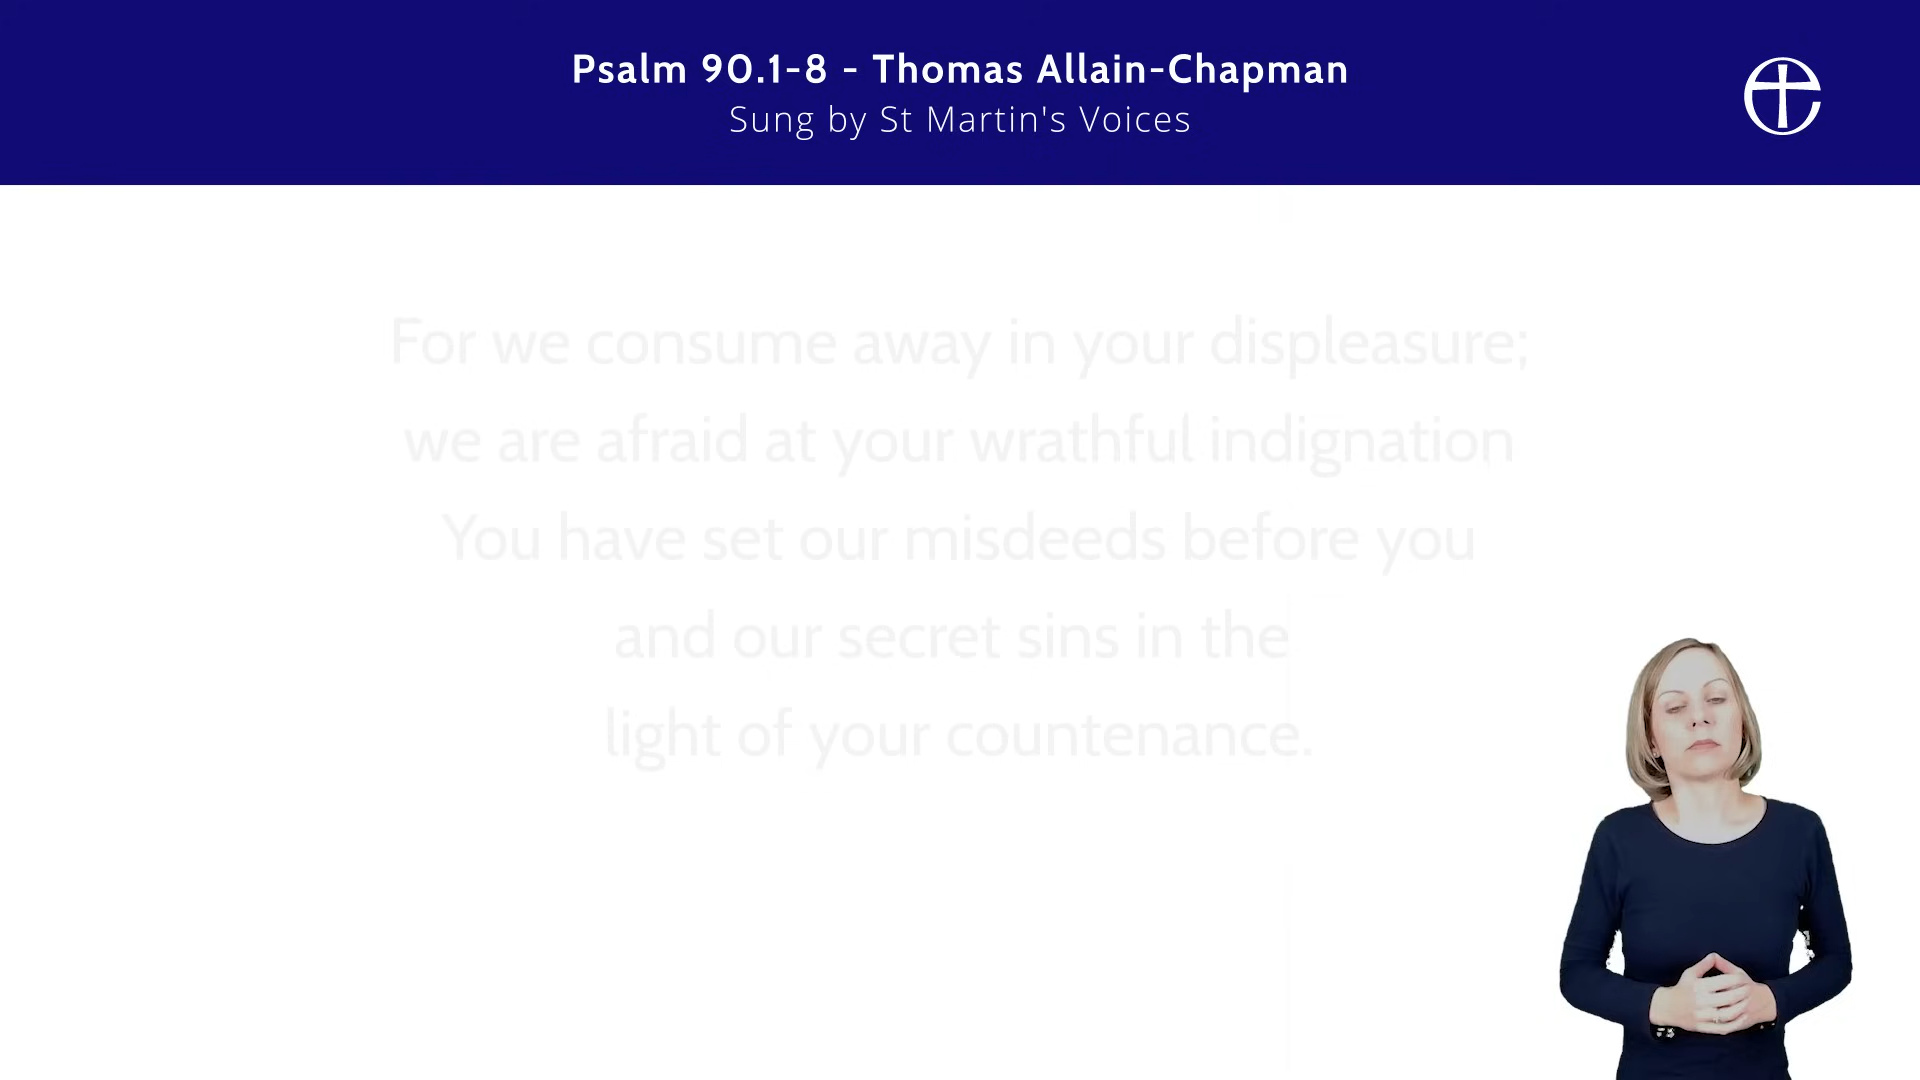 Psalm 90.1-8 - Thomas Allain-Chapman
Sung by St Martin's Voices
For we consume away in your displeasure;
we are afraid at your wrathful indignation
You have set our misdeeds before you
and our secret sins in the
light of your countenance.